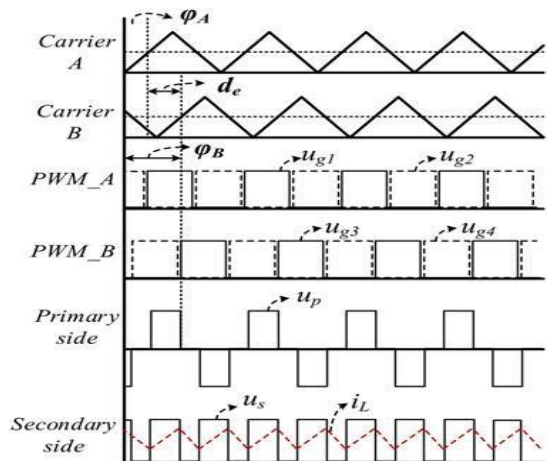 φA
Carrier
A
de
Carrier
B
φB
PWM_A
ug1
ug2
PWM_B
ug3
ug4
up
Primary
side
us
iL
Secondary
side